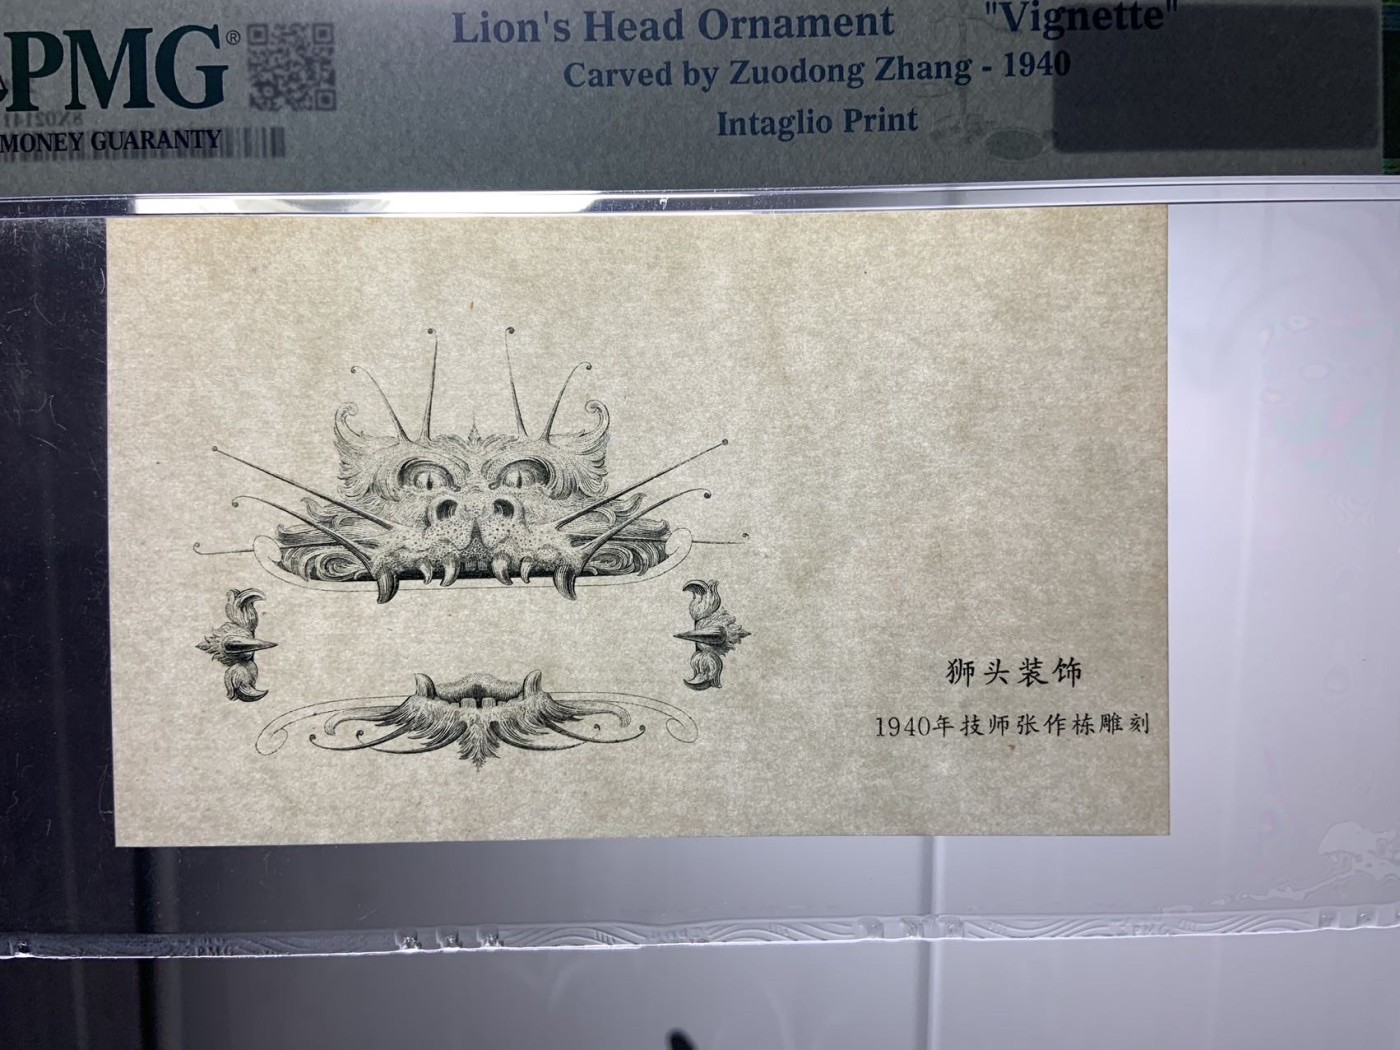 PMG®
MONEY GUARANTY
Lion's Head Ornament "Vignette"
Carved by Zuodong Zhang - 1940
Intaglio Print
狮头装饰
1940年技师张作栋雕刻